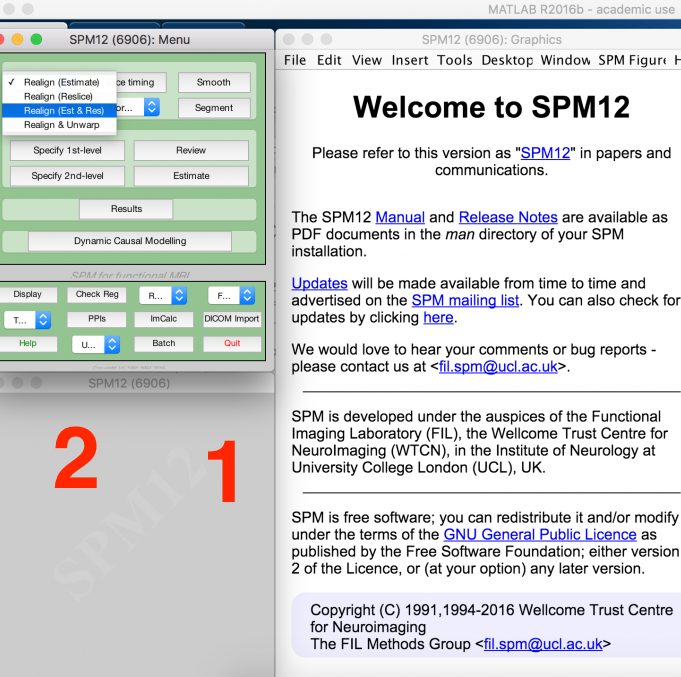 MATLAB R2016b - academic use
SPM12 (6906): Menu
✓ Realign (Estimate)
Realign (Reslice)
Realign (Est & Res)
Realign & Unwarp
ce timing
Smooth
or...
Segment
Specify 1st-level
Review
Specify 2nd-level
Estimate
Results
Dynamic Causal Modelling
SPM for functional MRI
Display
Check Reg
R...
F...
T...
PPIs
ImCalc
DICOM Import
Help
U...
Batch
Quit
SPM12 (6906)
2
1
SPM12
SPM12 (6906): Graphics
File Edit View Insert Tools Desktop Window SPM Figure H
Welcome to SPM12
Please refer to this version as "SPM12" in papers and
communications.
The SPM12 Manual and Release Notes are available as
PDF documents in the man directory of your SPM
installation.
Updates will be made available from time to time and
advertised on the SPM mailing list. You can also check for
updates by clicking here.
We would love to hear your comments or bug reports -
please contact us at <fil.spm@ucl.ac.uk>.
SPM is developed under the auspices of the Functional
Imaging Laboratory (FIL), the Wellcome Trust Centre for
NeuroImaging (WTCN), in the Institute of Neurology at
University College London (UCL), UK.
SPM is free software; you can redistribute it and/or modify
under the terms of the GNU General Public Licence as
published by the Free Software Foundation; either version
2 of the Licence, or (at your option) any later version.
Copyright (C) 1991,1994-2016 Wellcome Trust Centre
for Neuroimaging
The FIL Methods Group <fil.spm@ucl.ac.uk>